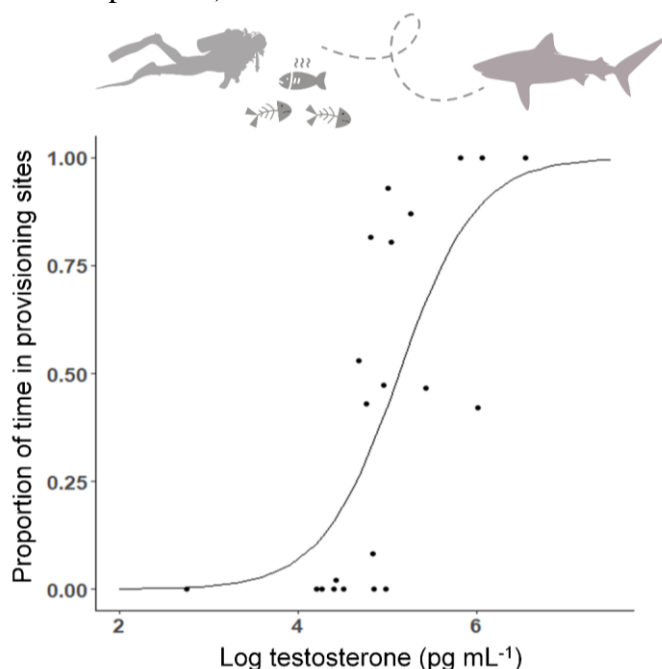 1.00
0.75
0.50
0.25
0.00
Proportion of time in provisioning sites
2 4 6
Log testosterone (pg mL⁻¹)